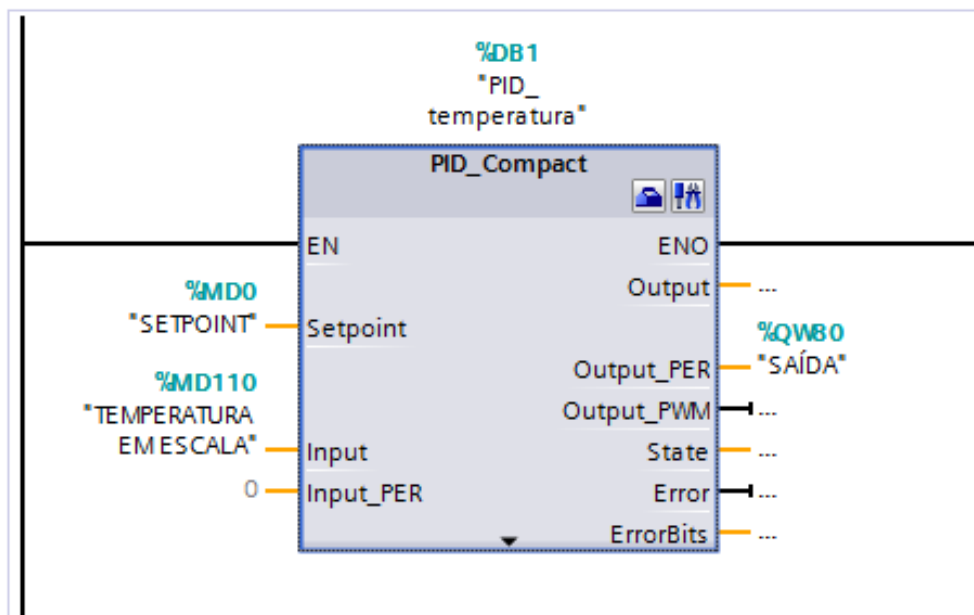 %DB1
"PID_
temperatura"
PID_Compact
EN
ENO
Output
...
%MD0
"SETPOINT"
Setpoint
%QW80
"SAÍDA"
Output_PER
%MD110
"TEMPERATURA
EM ESCALA"
Output_PWM
...
Input
State
...
0
Input_PER
Error
...
ErrorBits
...